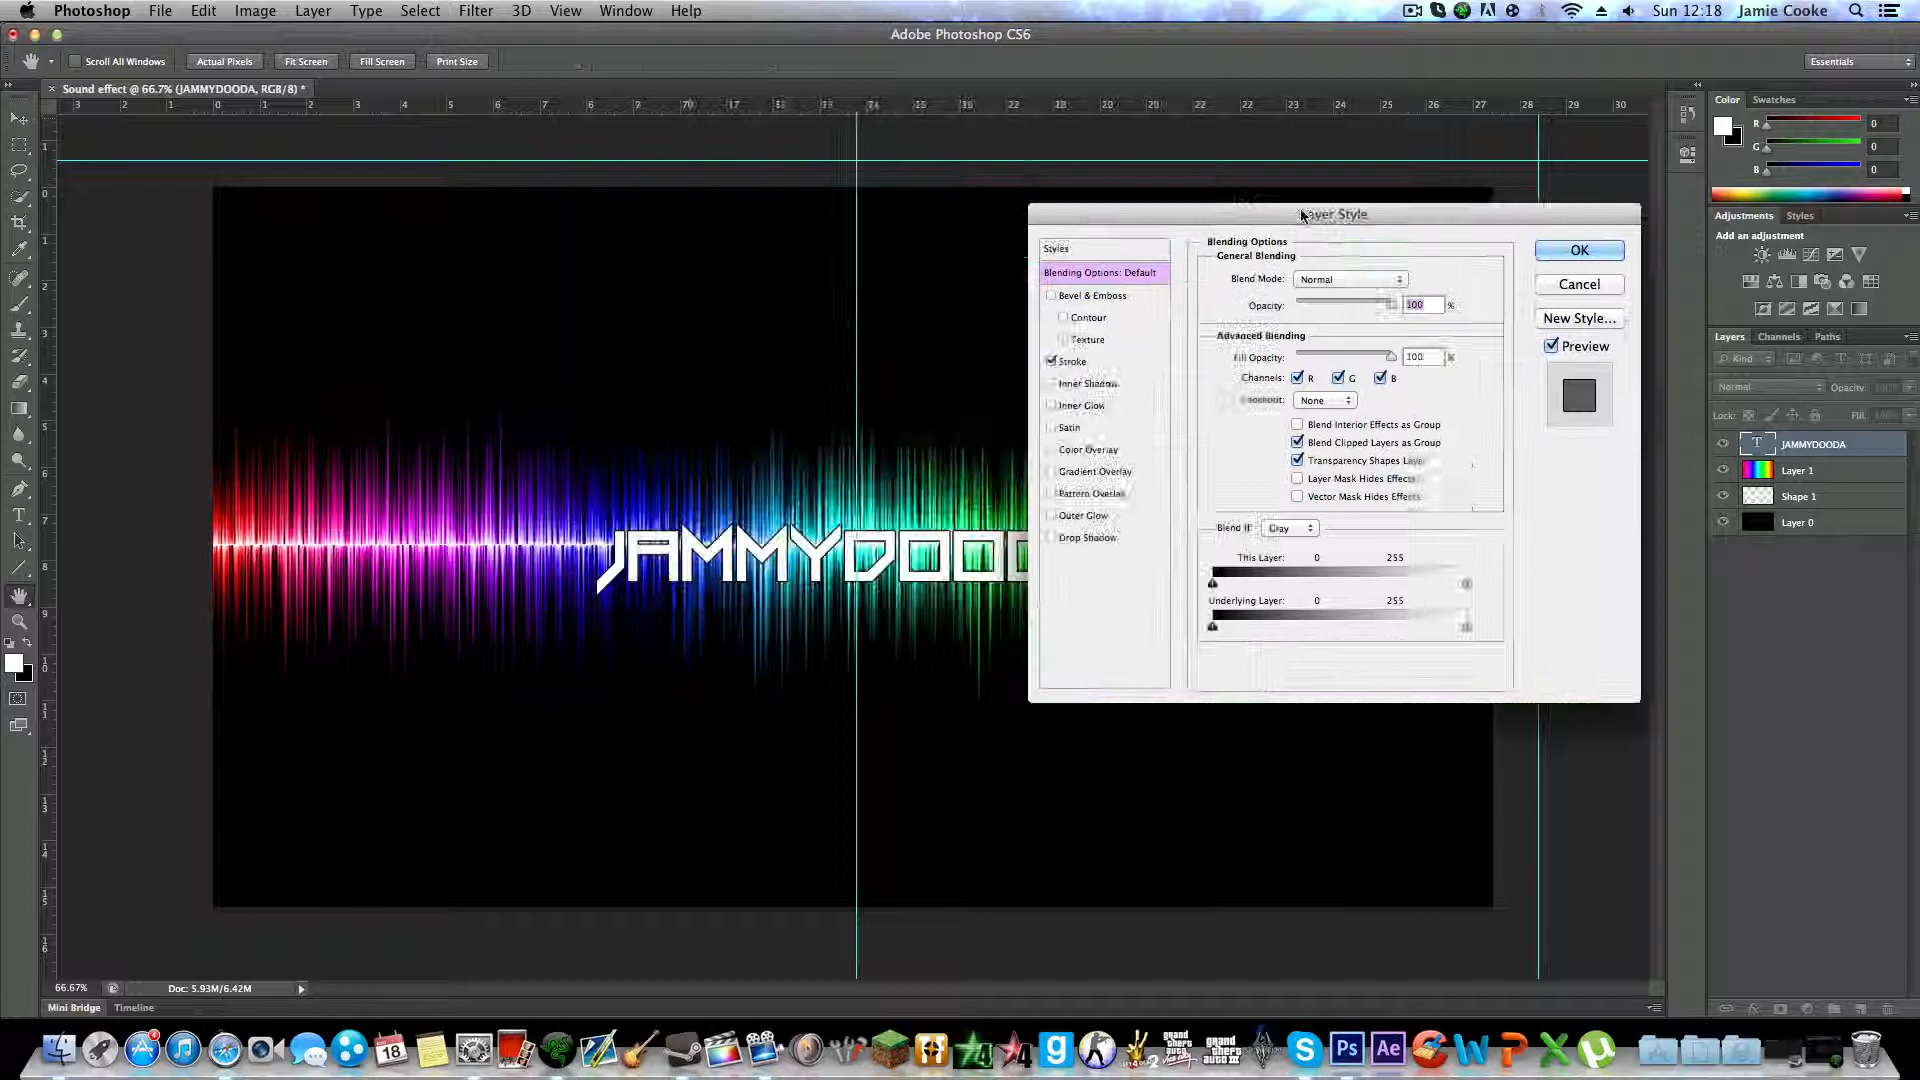 Photoshop File Edit Image Layer Type Select Filter 3D View Window Help
Sun 12:18 Jamie Cooke
Adobe Photoshop CS6
Scroll All Windows Actual Pixels Fit Screen Fill Screen Print Size
Essentials
Sound effect @ 66.7% (JAMMYDOODA, RGB/8) *
Color Swatches
R 0
G 0
B 0
Adjustments Styles
Add an adjustment
Layers Channels Paths
Kind
Normal Opacity:
Lock: Fill:
JAMMYDOODA
Layer 1
Shape 1
Layer 0
Layer Style
Styles
Blending Options: Default
Bevel & Emboss
Contour
Texture
Stroke
Inner Shadow
Inner Glow
Satin
Color Overlay
Gradient Overlay
Pattern Overlay
Outer Glow
Drop Shadow
Blending Options
General Blending
Blend Mode: Normal
Opacity: 100 %
Advanced Blending
Fill Opacity: 100 %
Channels: R G B
Knockout: None
Blend Interior Effects as Group
Blend Clipped Layers as Group
Transparency Shapes Layer
Layer Mask Hides Effects
Vector Mask Hides Effects
Blend If: Gray
This Layer: 0 255
Underlying Layer: 0 255
OK
Cancel
New Style...
Preview
JAMMYDOOD
66.67% Doc: 5.93M/6.42M
Mini Bridge Timeline